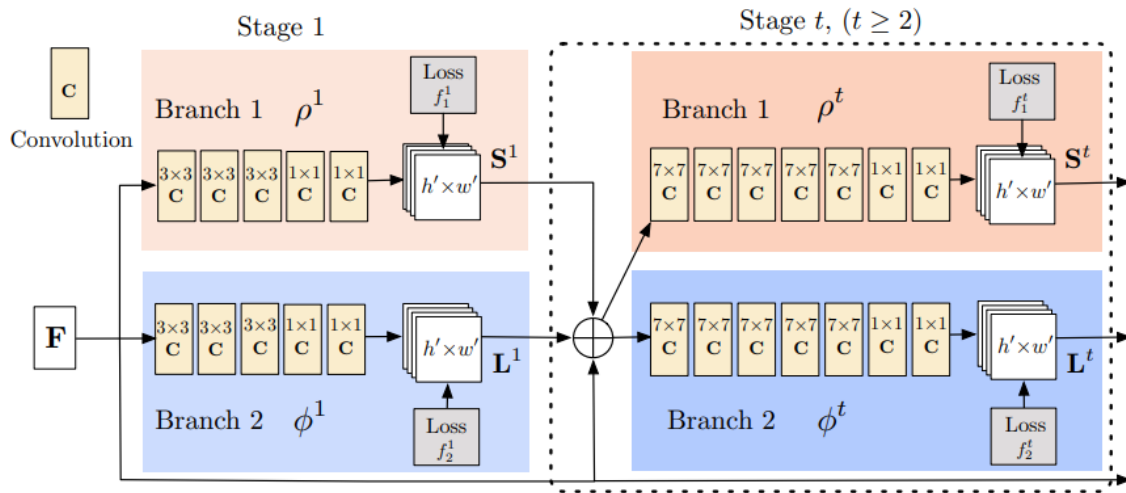 Stage 1
Stage t, (t ≥ 2)
C
Convolution
Branch 1 ρ¹
Loss
f₁¹
3×3 3×3 3×3 1×1 1×1
C C C C C
h′×w′
S¹
Branch 1 ρᵗ
Loss
f₁ᵗ
7×7 7×7 7×7 7×7 7×7 1×1 1×1
C C C C C C C
h′×w′
Sᵗ
F
3×3 3×3 3×3 1×1 1×1
C C C C C
h′×w′
L¹
Branch 2 ϕ¹
Loss
f₂¹
7×7 7×7 7×7 7×7 7×7 1×1 1×1
C C C C C C C
h′×w′
Lᵗ
Branch 2 ϕᵗ
Loss
f₂ᵗ